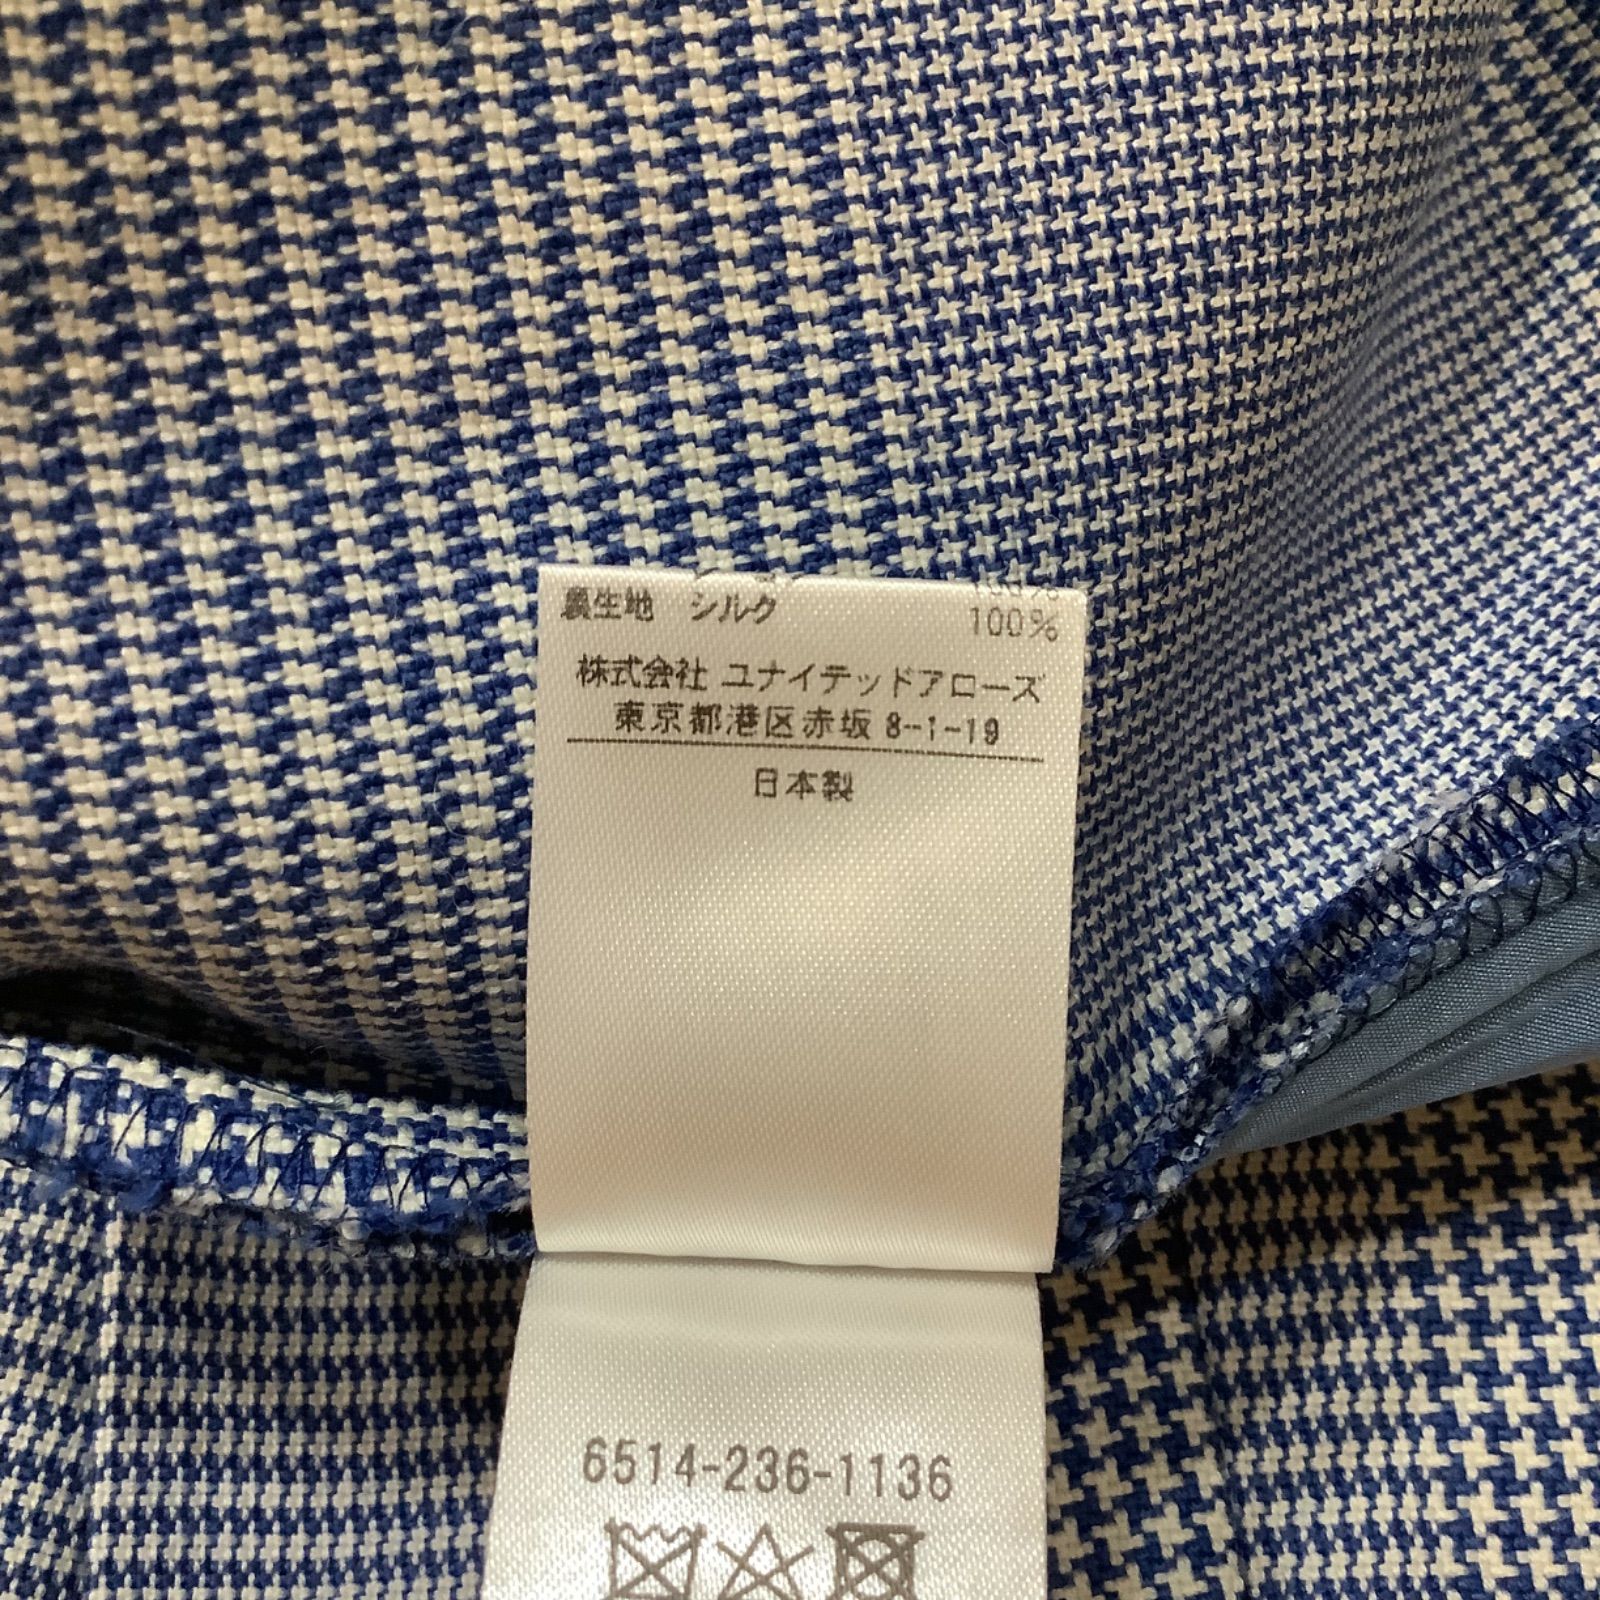 裏生地 シルク 100%
株式会社 ユナイテッドアローズ
東京都港区赤坂 8-1-19
日本製
6514-236-1136